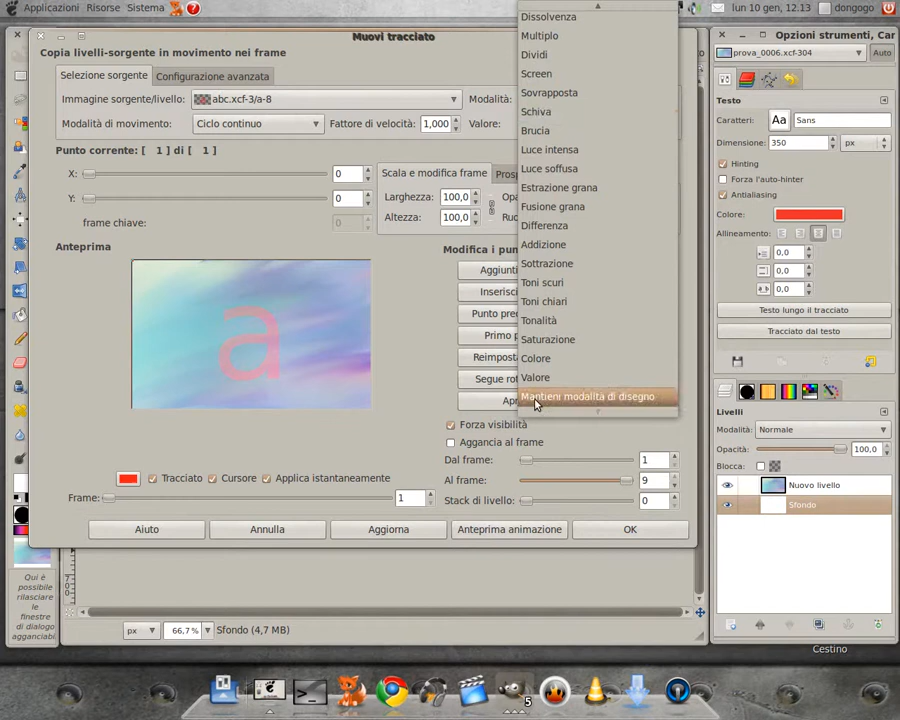 Applicazioni Risorse Sistema
lun 10 gen, 12.13 dongogo
Muovi tracciato
Opzioni strumenti, Car
Copia livelli-sorgente in movimento nei frame
Selezione sorgente
Configurazione avanzata
Immagine sorgente/livello:
abc.xcf-3/a-8
Modalità:
Modalità di movimento:
Ciclo continuo
Fattore di velocità:
1,000
Valore:
Punto corrente: [ 1 ] di [ 1 ]
X:
0
Y:
0
frame chiave:
0
Scala e modifica frame
Prosp
Larghezza:
100,0
Opa
Altezza:
100,0
Ruo
Anteprima
a
Modifica i pun
Aggiunti
Inserisci
Punto prec
Primo p
Reimpost
Segue rot
Apr
Forza visibilità
Aggancia al frame
Dal frame:
1
Al frame:
9
Stack di livello:
0
Tracciato
Cursore
Applica istantaneamente
Frame:
1
Aiuto
Annulla
Aggiorna
Anteprima animazione
OK
Dissolvenza
Multiplo
Dividi
Screen
Sovrapposta
Schiva
Brucia
Luce intensa
Luce soffusa
Estrazione grana
Fusione grana
Differenza
Addizione
Sottrazione
Toni scuri
Toni chiari
Tonalità
Saturazione
Colore
Valore
Mantieni modalità di disegno
prova_0006.xcf-304
Auto
Testo
Caratteri:
Aa
Sans
Dimensione:
350
px
Hinting
Forza l'auto-hinter
Antialiasing
Colore:
Allineamento:
0,0
0,0
0,0
Testo lungo il tracciato
Tracciato dal testo
Livelli
Modalità:
Normale
Opacità:
100,0
Blocca:
Nuovo livello
Sfondo
Qui è
possibile
rilasciare
le
finestre
di dialogo
agganciabi
700
px
66,7%
Sfondo (4,7 MB)
Cestino
5